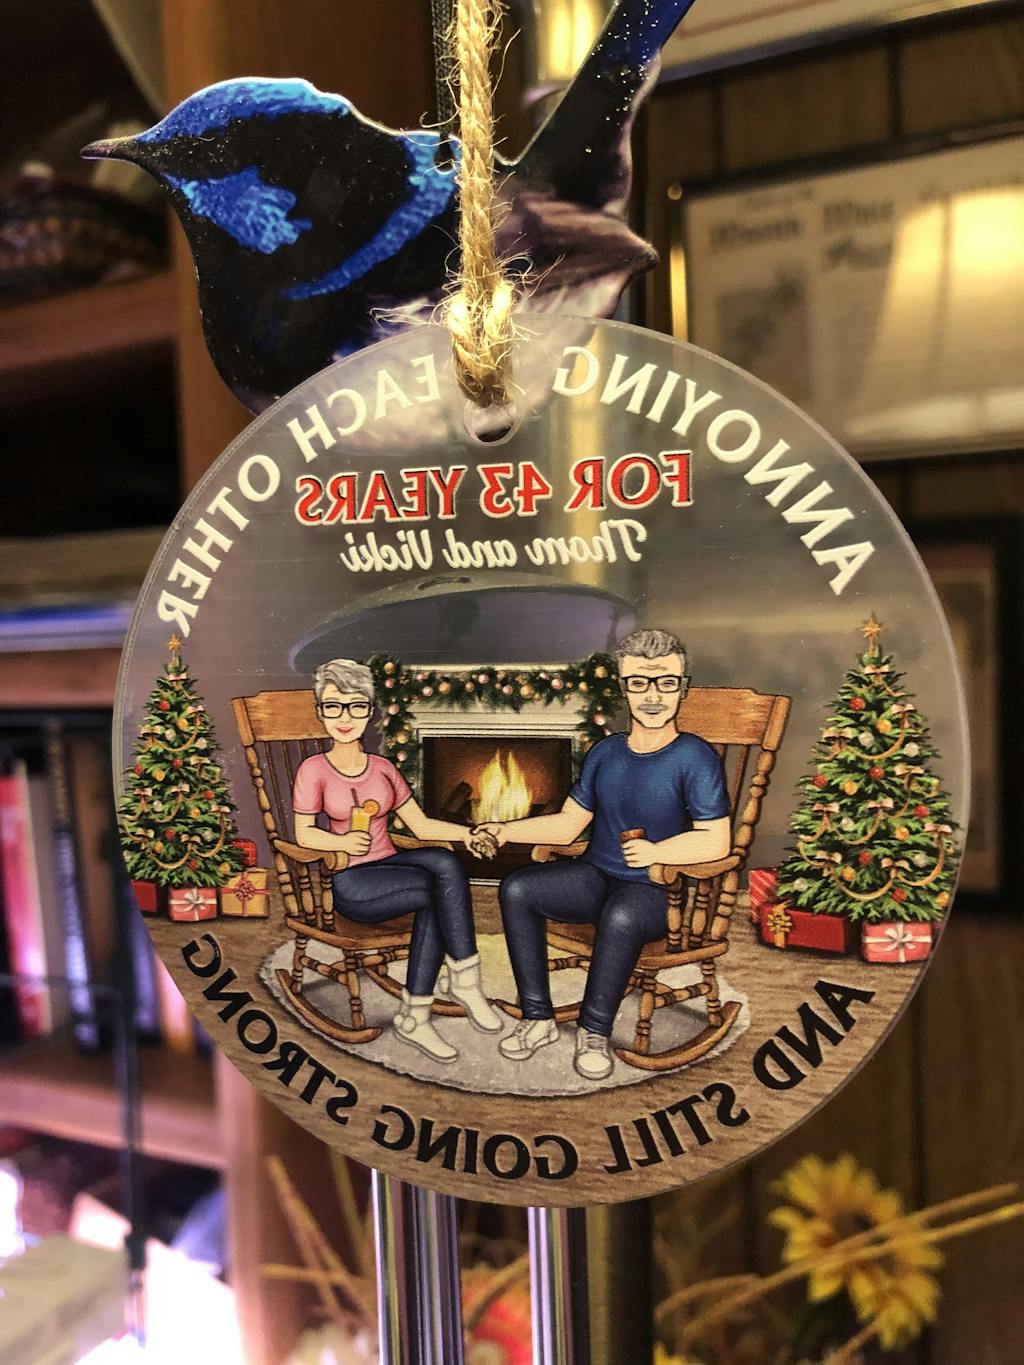 ANNOYING EACH OTHER
FOR 43 YEARS
Thom and Vicki
AND STILL GOING STRONG